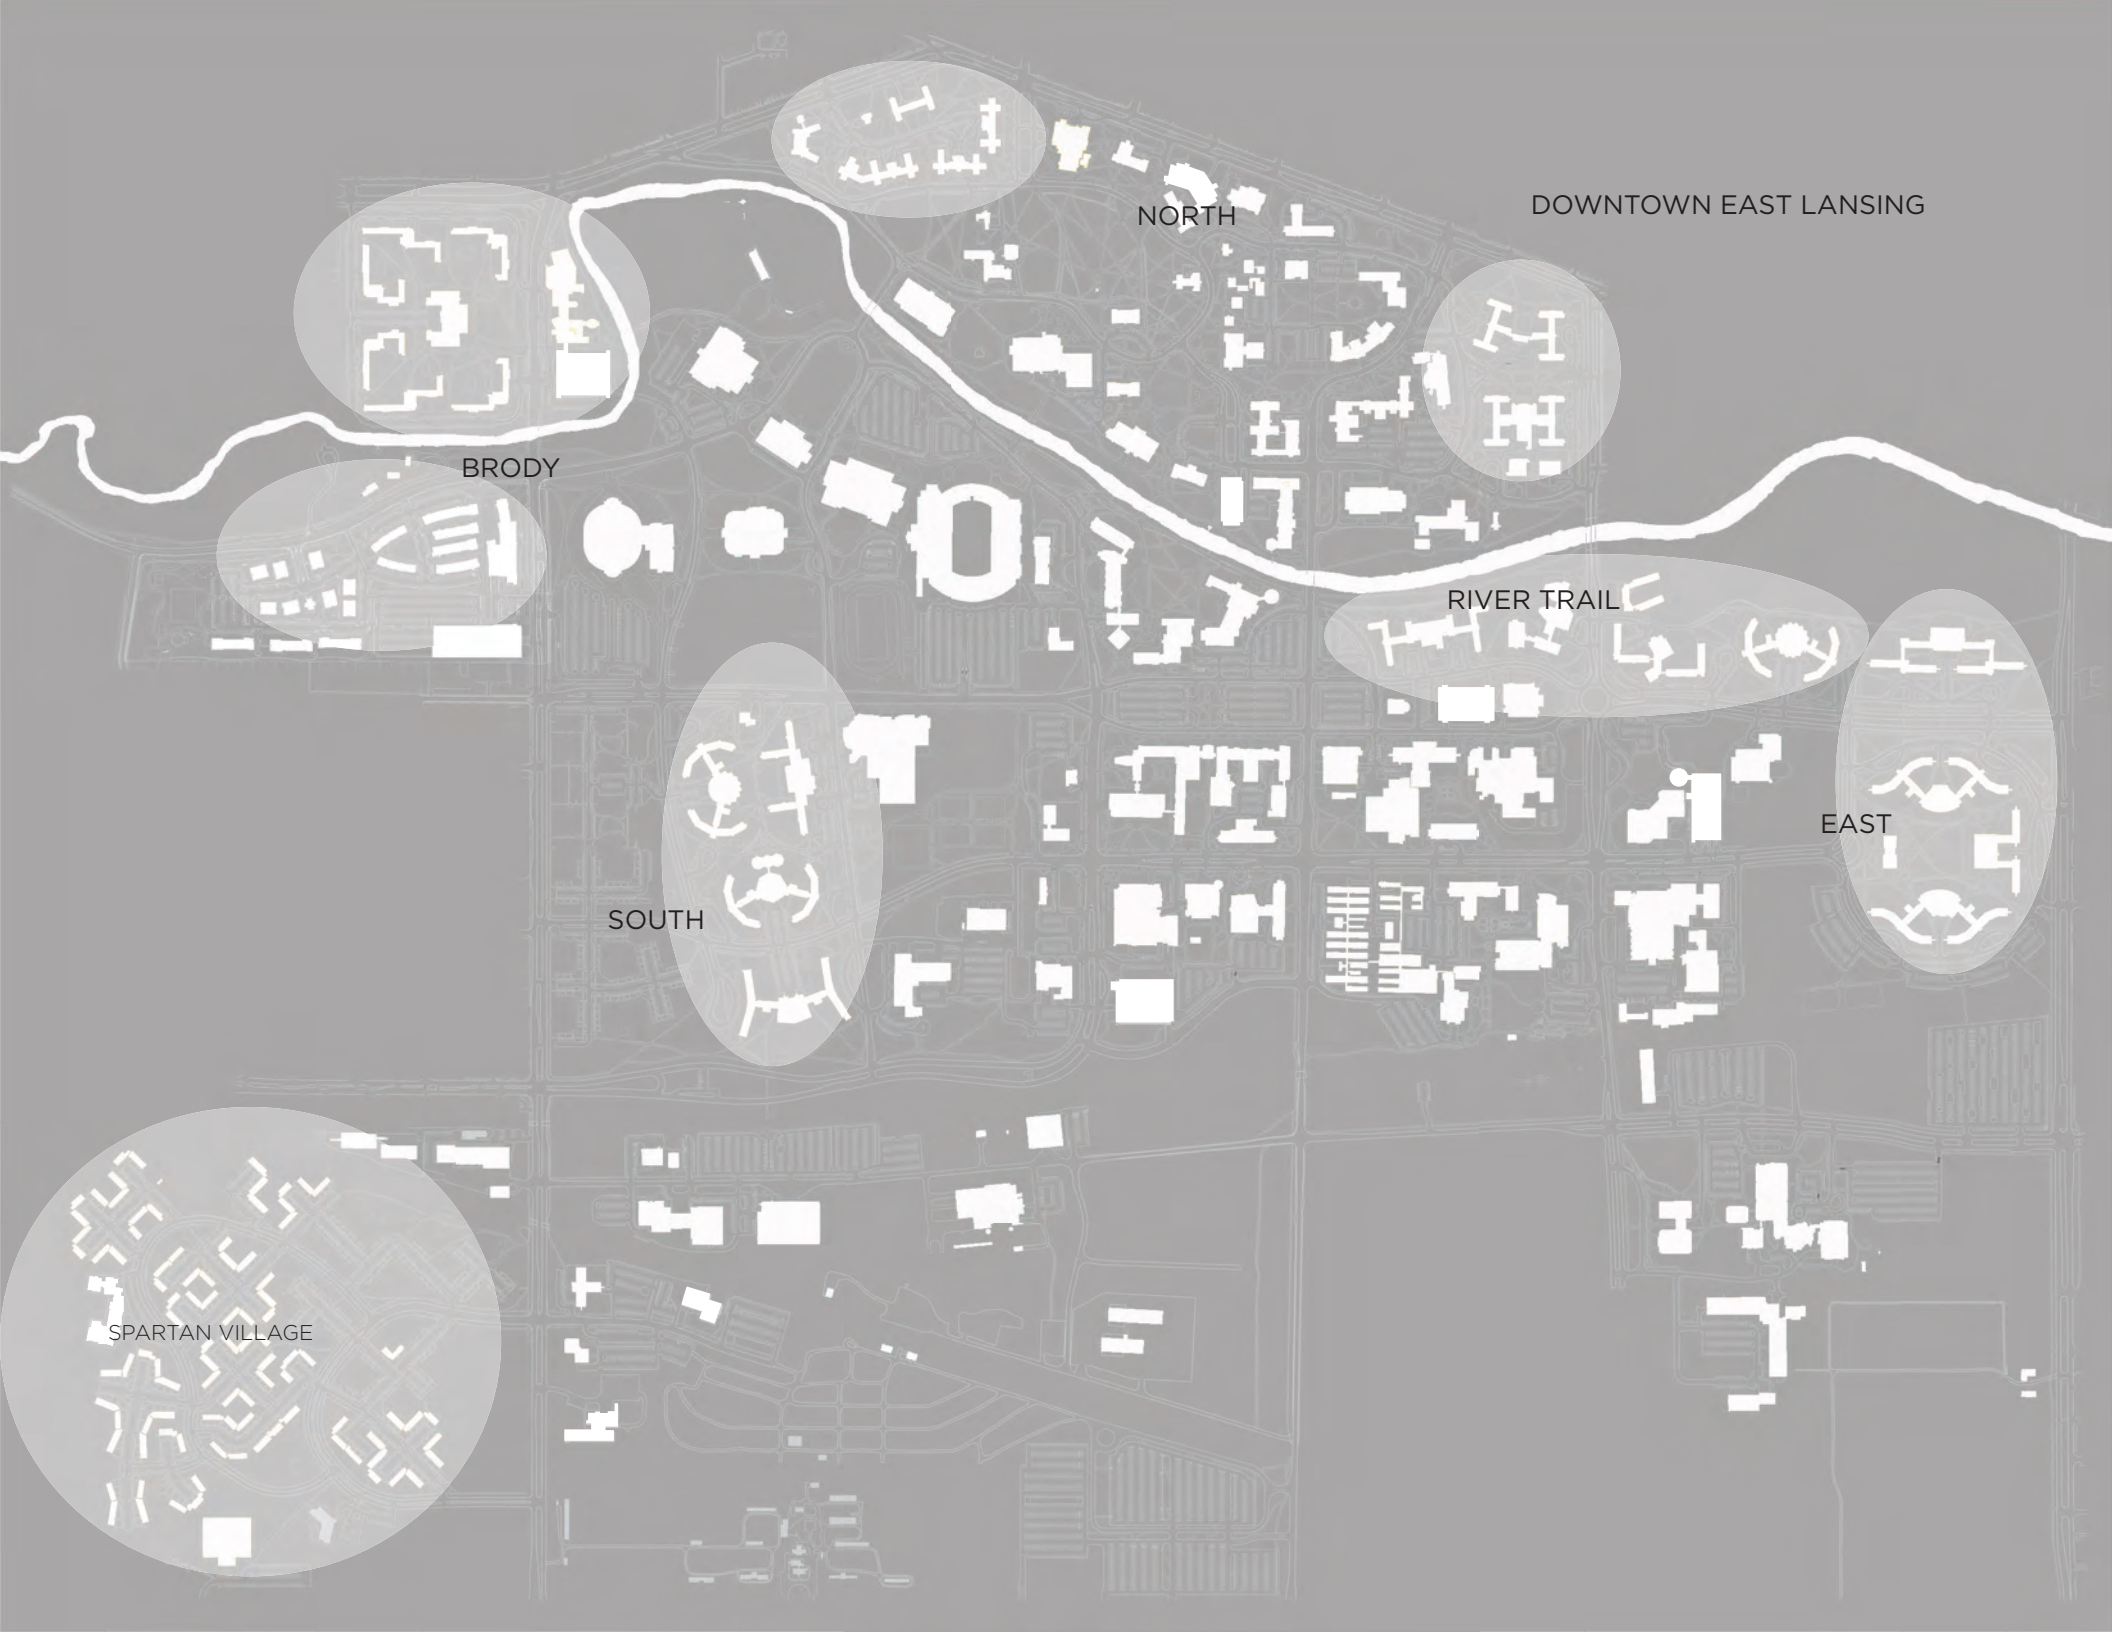 DOWNTOWN EAST LANSING
NORTH
BRODY
RIVER TRAIL
EAST
SOUTH
SPARTAN VILLAGE